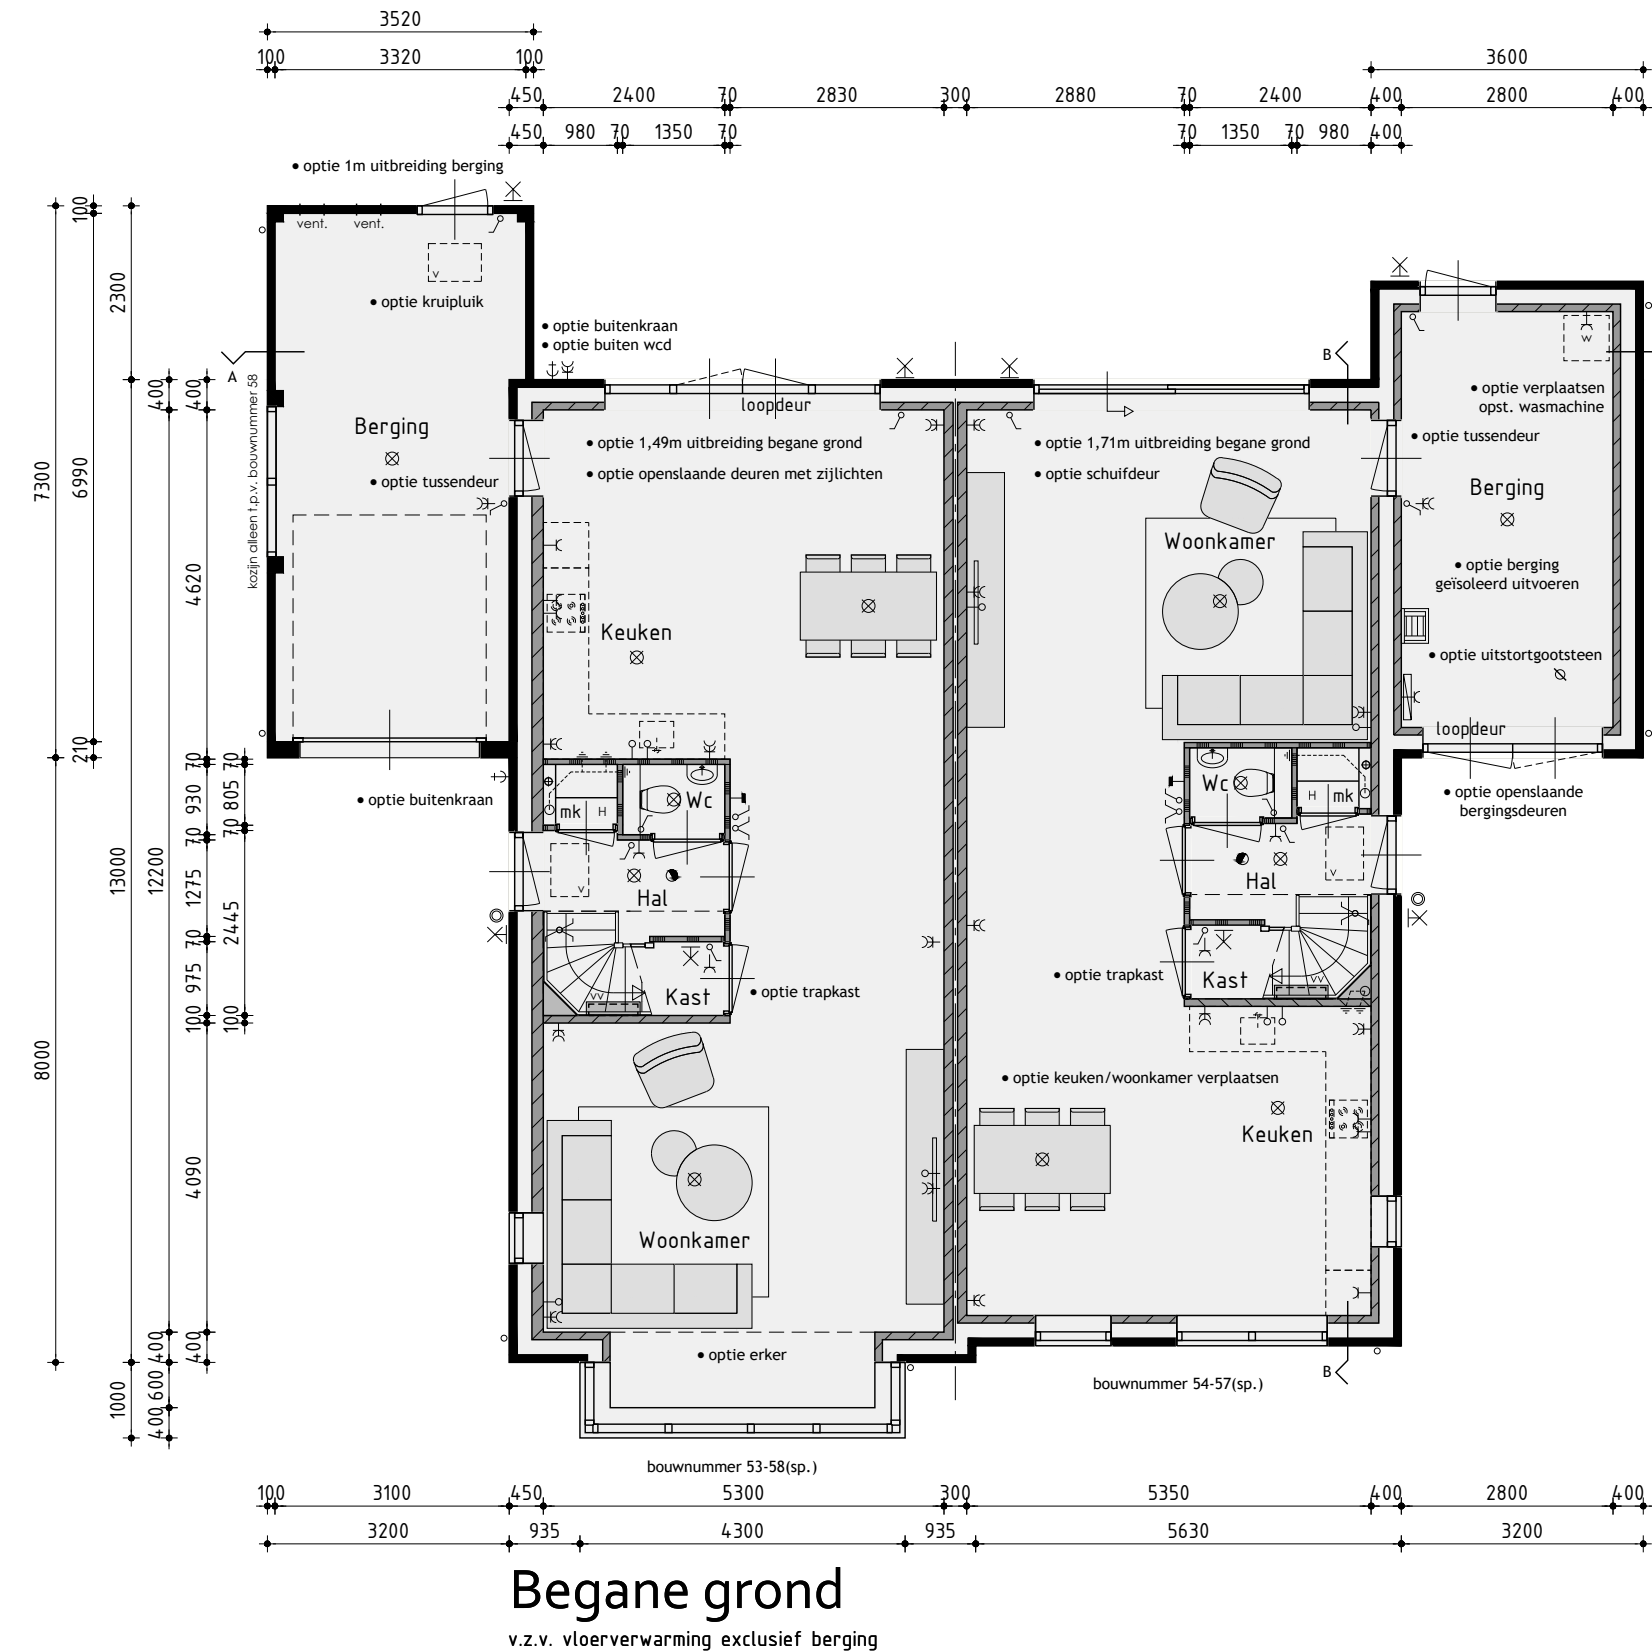 3520
100 3320 100
3600
450 2400 70 2830 300 2880 70 2400 400 2800 400
450 980 70 1350 70
70 1350 70 980 400
• optie 1m uitbreiding berging
vent. vent.
v
• optie kruipluik
• optie buitenkraan
• optie buiten wcd
A
B
loopdeur
w
• optie verplaatsen
opst. wasmachine
• optie tussendeur
Berging
• optie tussendeur
kozijn alleen t.p.v. bouwnummer 58
• optie 1,49m uitbreiding begane grond
• optie openslaande deuren met zijlichten
• optie 1,71m uitbreiding begane grond
• optie schuifdeur
Berging
Woonkamer
• optie berging
geïsoleerd uitvoeren
Keuken
• optie uitstortgootsteen
loopdeur
• optie openslaande
bergingsdeuren
• optie buitenkraan
mk
H
Wc
Wc
H
mk
v
Hal
Hal
Kast
vv
• optie trapkast
• optie trapkast
Kast
vv
• optie keuken/woonkamer verplaatsen
Keuken
Woonkamer
• optie erker
B
bouwnummer 54-57(sp.)
bouwnummer 53-58(sp.)
7300
8000
100
6990
210
2300
13000
1000
400
12200
400
600
400
400
4620
70
930
70
1275
70
975
100
4090
400
70
805
70
2445
100
100 3100 450 5300 300 5350 400 2800 400
3200 935 4300 935 5630 3200
Begane grond
v.z.v. vloerverwarming exclusief berging